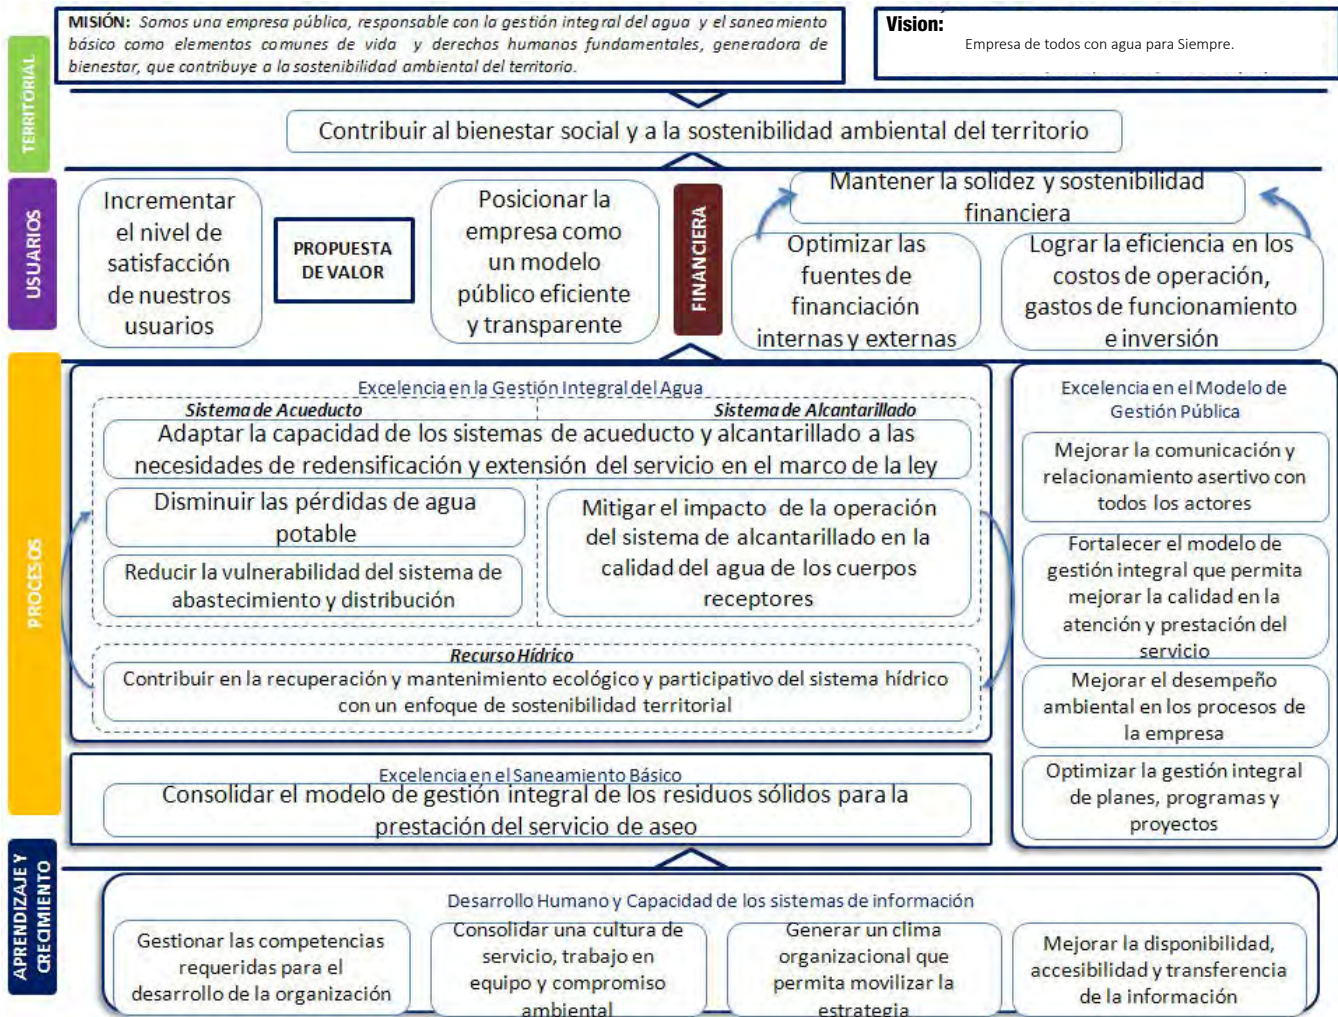 MISIÓN: Somos una empresa pública, responsable con la gestión integral del agua y el saneamiento
básico como elementos comunes de vida y derechos humanos fundamentales, generadora de
bienestar, que contribuye a la sostenibilidad ambiental del territorio.
Vision:
Empresa de todos con agua para Siempre.
TERRITORIAL
Contribuir al bienestar social y a la sostenibilidad ambiental del territorio
USUARIOS
Incrementar
el nivel de
satisfacción
de nuestros
usuarios
PROPUESTA
DE VALOR
Posicionar la
empresa como
un modelo
público eficiente
y transparente
FINANCIERA
Mantener la solidez y sostenibilidad
financiera
Optimizar las
fuentes de
financiación
internas y externas
Lograr la eficiencia en los
costos de operación,
gastos de funcionamiento
e inversión
PROCESOS
Excelencia en la Gestión Integral del Agua
Sistema de Acueducto
Sistema de Alcantarillado
Adaptar la capacidad de los sistemas de acueducto y alcantarillado a las
necesidades de redensificación y extensión del servicio en el marco de la ley
Disminuir las pérdidas de agua
potable
Reducir la vulnerabilidad del sistema de
abastecimiento y distribución
Mitigar el impacto de la operación
del sistema de alcantarillado en la
calidad del agua de los cuerpos
receptores
Recurso Hídrico
Contribuir en la recuperación y mantenimiento ecológico y participativo del sistema hídrico
con un enfoque de sostenibilidad territorial
Excelencia en el Saneamiento Básico
Consolidar el modelo de gestión integral de los residuos sólidos para la
prestación del servicio de aseo
Excelencia en el Modelo de
Gestión Pública
Mejorar la comunicación y
relacionamiento asertivo con
todos los actores
Fortalecer el modelo de
gestión integral que permita
mejorar la calidad en la
atención y prestación del
servicio
Mejorar el desempeño
ambiental en los procesos de
la empresa
Optimizar la gestión integral
de planes, programas y
proyectos
APRENDIZAJE Y
CRECIMIENTO
Desarrollo Humano y Capacidad de los sistemas de información
Gestionar las competencias
requeridas para el
desarrollo de la organización
Consolidar una cultura de
servicio, trabajo en
equipo y compromiso
ambiental
Generar un clima
organizacional que
permita movilizar la
estrategia
Mejorar la disponibilidad,
accesibilidad y transferencia
de la información